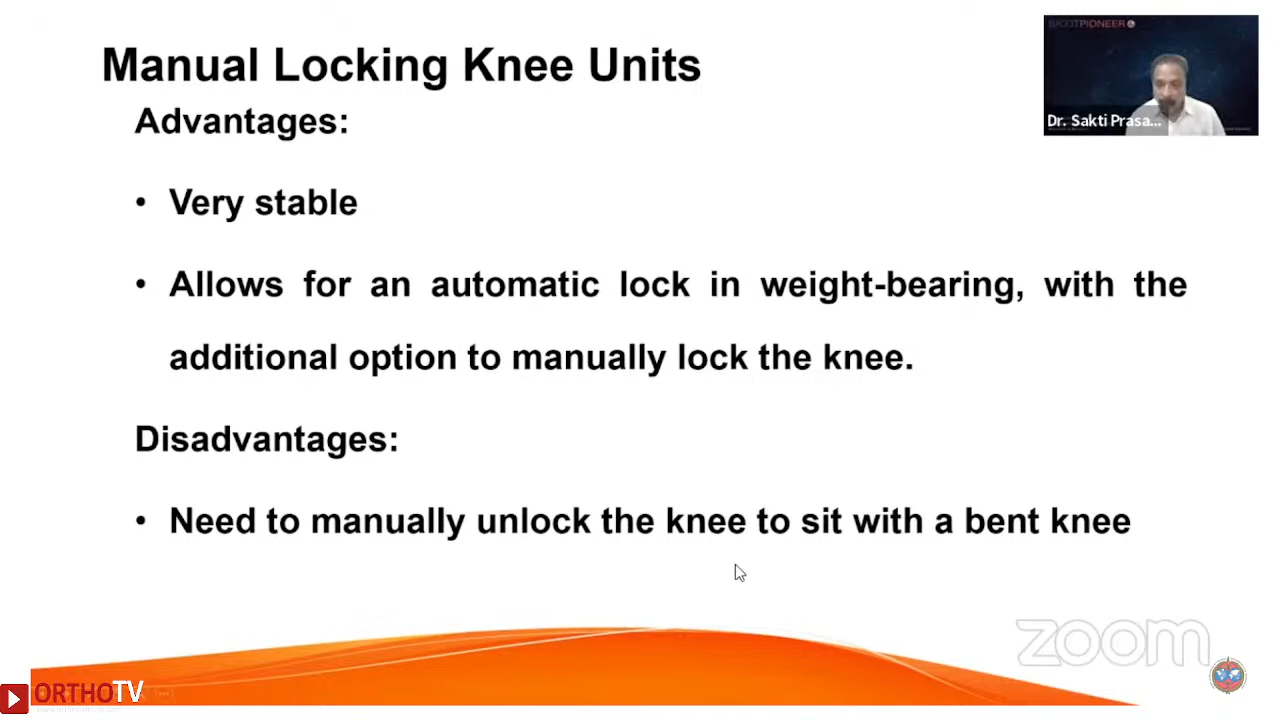 Manual Locking Knee Units
SICOTPIONEER
Dr. Sakti Prasa...
Advantages:
• Very stable
• Allows for an automatic lock in weight-bearing, with the
additional option to manually lock the knee.
Disadvantages:
• Need to manually unlock the knee to sit with a bent knee
zoom
ORTHOTV